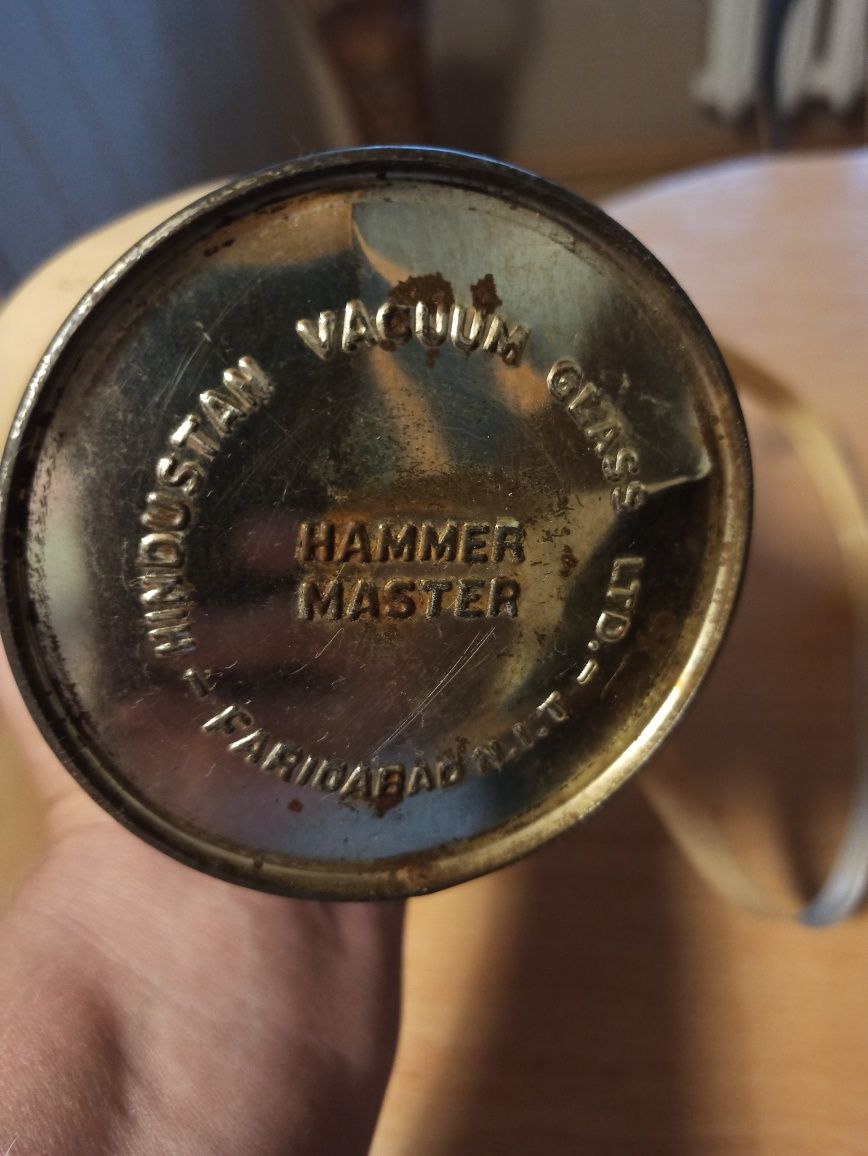 HINDUSTAN VACUUM GLASS LTD.-
- FARIDABAD N.I.T
HAMMER
MASTER